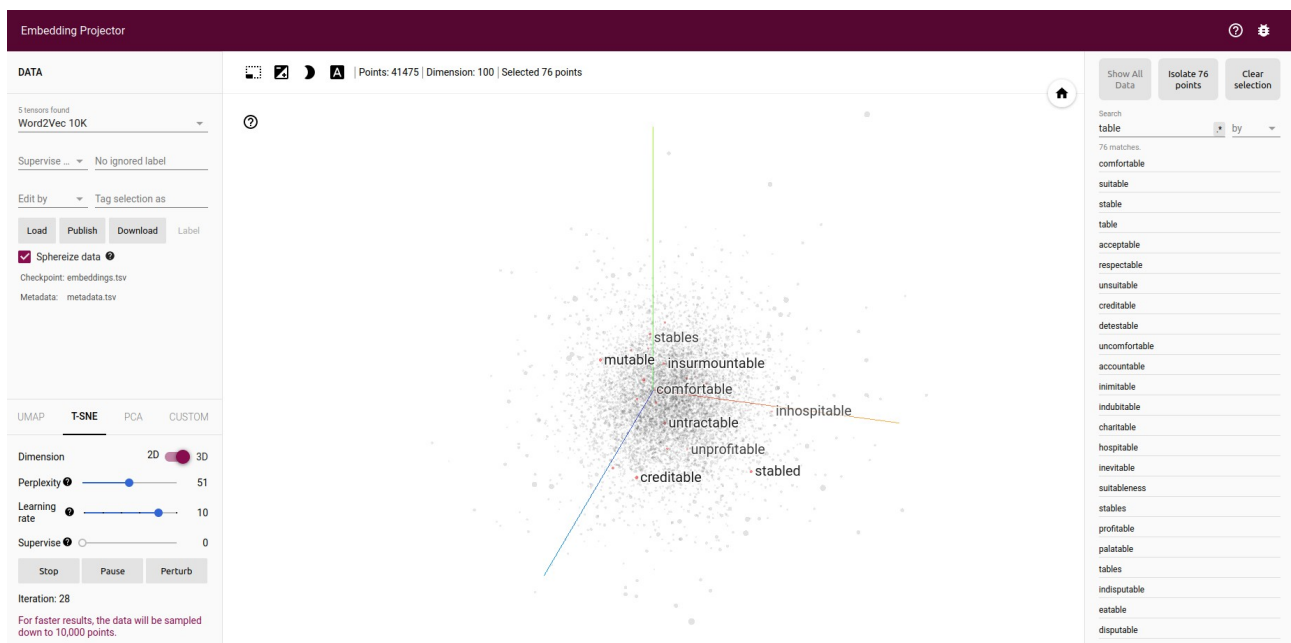 Embedding Projector
DATA
5 tensors found
Word2Vec 10K
Supervise ...
No ignored label
Edit by
Tag selection as
Load
Publish
Download
Label
Sphereize data
Checkpoint: embeddings.tsv
Metadata: metadata.tsv
UMAP
T-SNE
PCA
CUSTOM
Dimension
2D
3D
Perplexity
51
Learning
rate
10
Supervise
0
Stop
Pause
Perturb
Iteration: 28
For faster results, the data will be sampled
down to 10,000 points.
A
| Points: 41475 | Dimension: 100 | Selected 76 points
stables
mutable
insurmountable
comfortable
inhospitable
untractable
unprofitable
stabled
creditable
Show All
Data
Isolate 76
points
Clear
selection
Search
table
.*
by
76 matches.
comfortable
suitable
stable
table
acceptable
respectable
unsuitable
creditable
detestable
uncomfortable
accountable
inimitable
indubitable
charitable
hospitable
inevitable
suitableness
stables
profitable
palatable
tables
indisputable
eatable
disputable